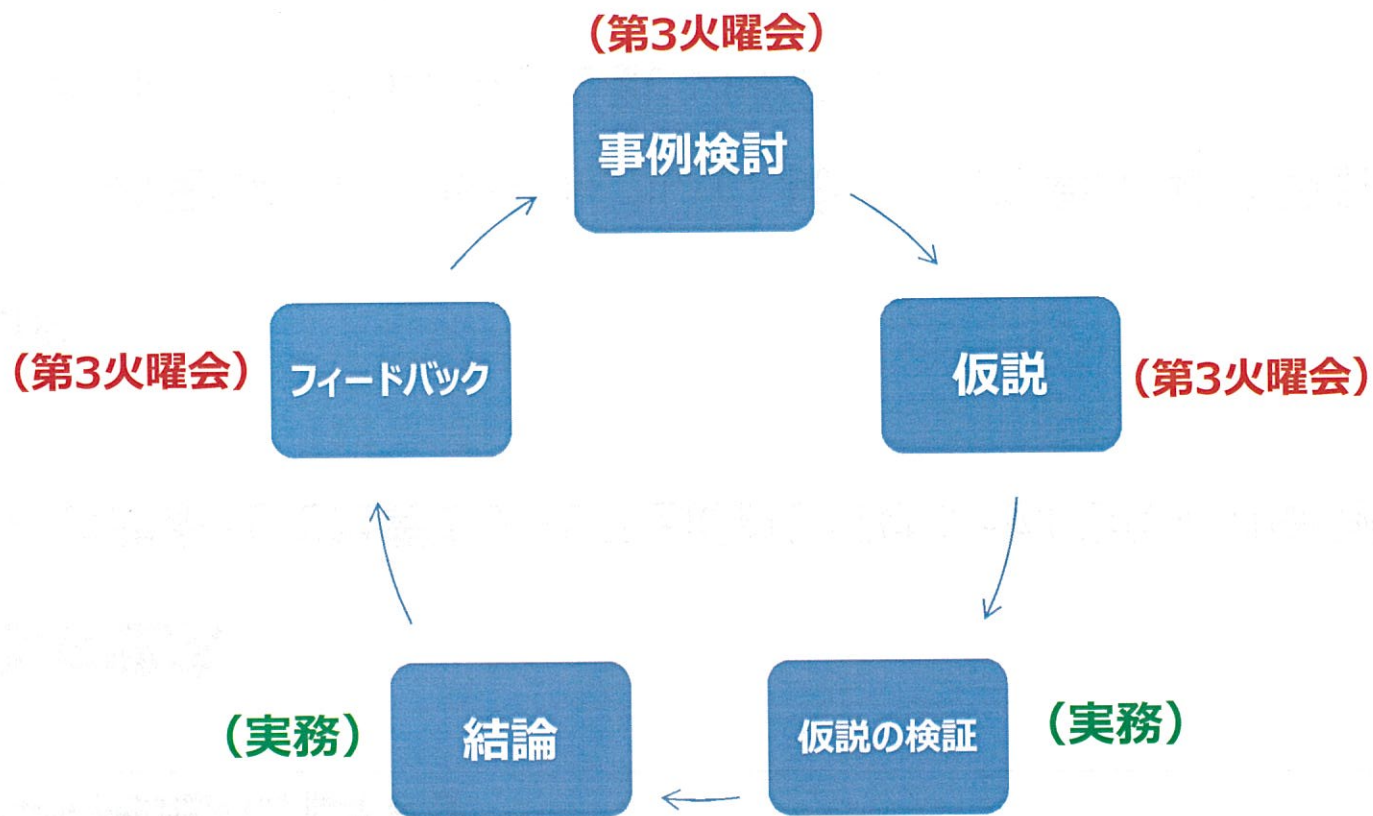 （第3火曜会）
事例検討
（第3火曜会）
フィードバック
仮説
（第3火曜会）
（実務）
結論
仮説の検証
（実務）